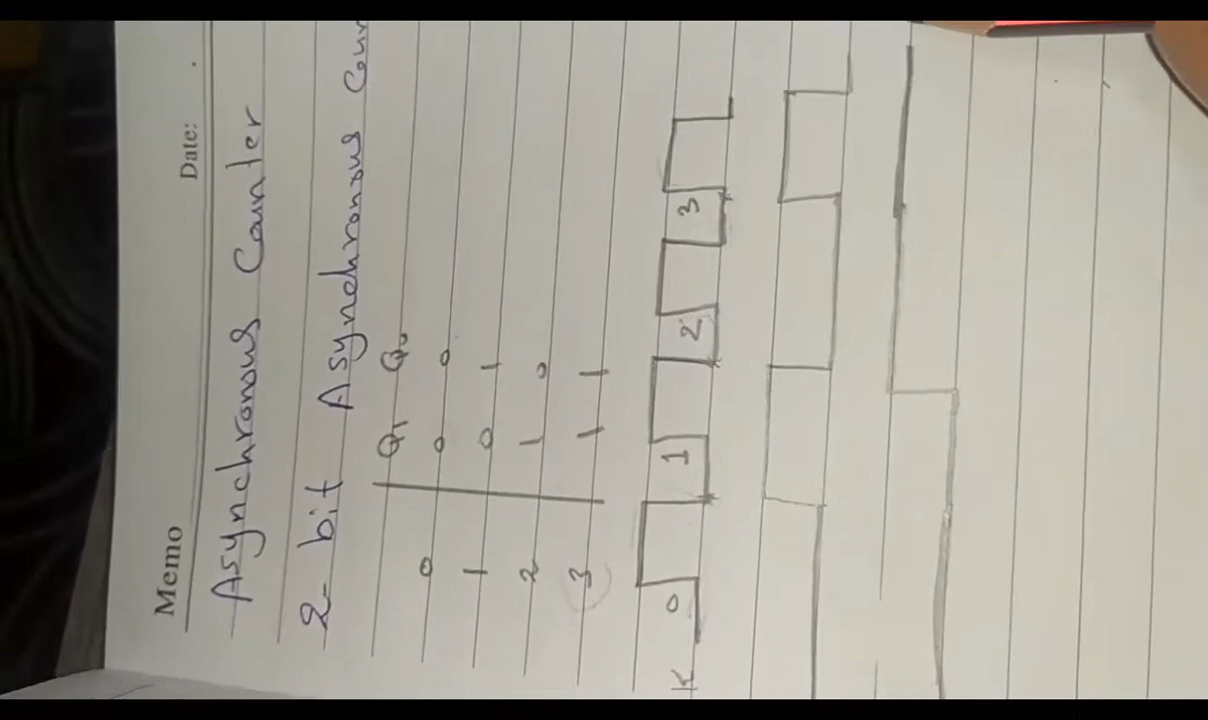 Memo
Date:
Asynchronous Counter
2-bit Asynchronous
Q1 Q0
0 0 0
1 0 1
2 1 0
3 1 1
K 0 1 2 3